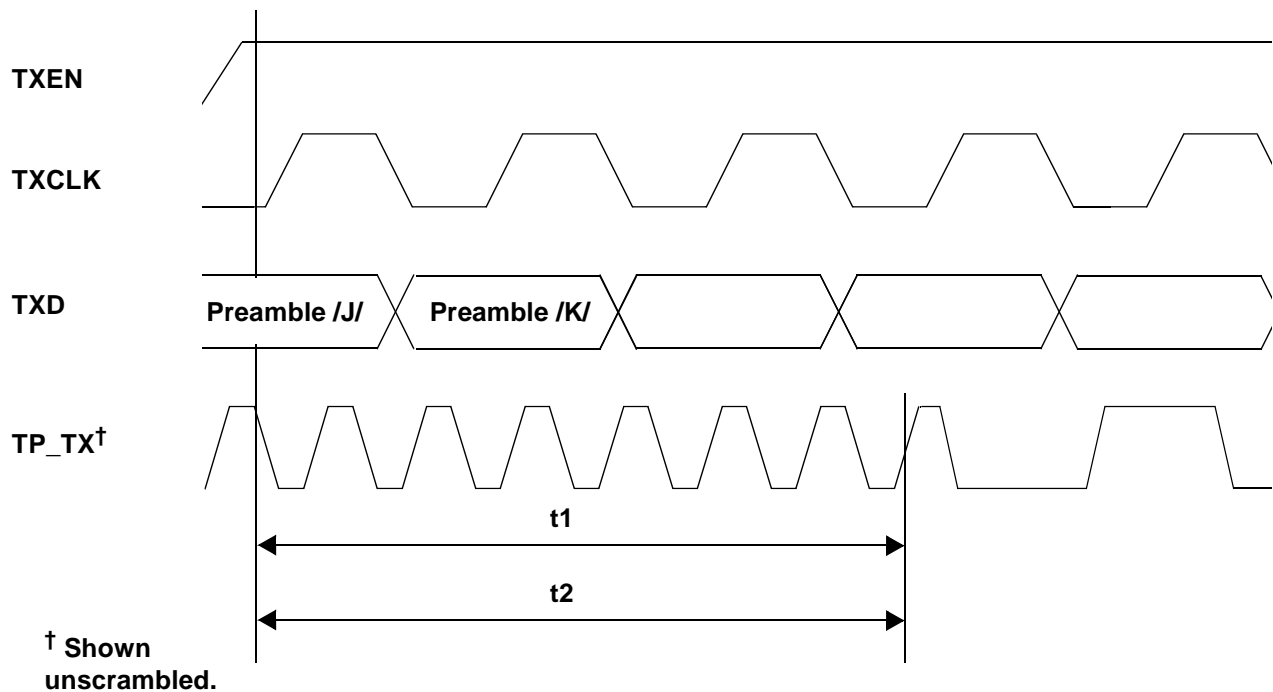 TXEN
TXCLK
TXD
Preamble /J/
Preamble /K/
TP_TX†
t1
t2
† Shown
unscrambled.